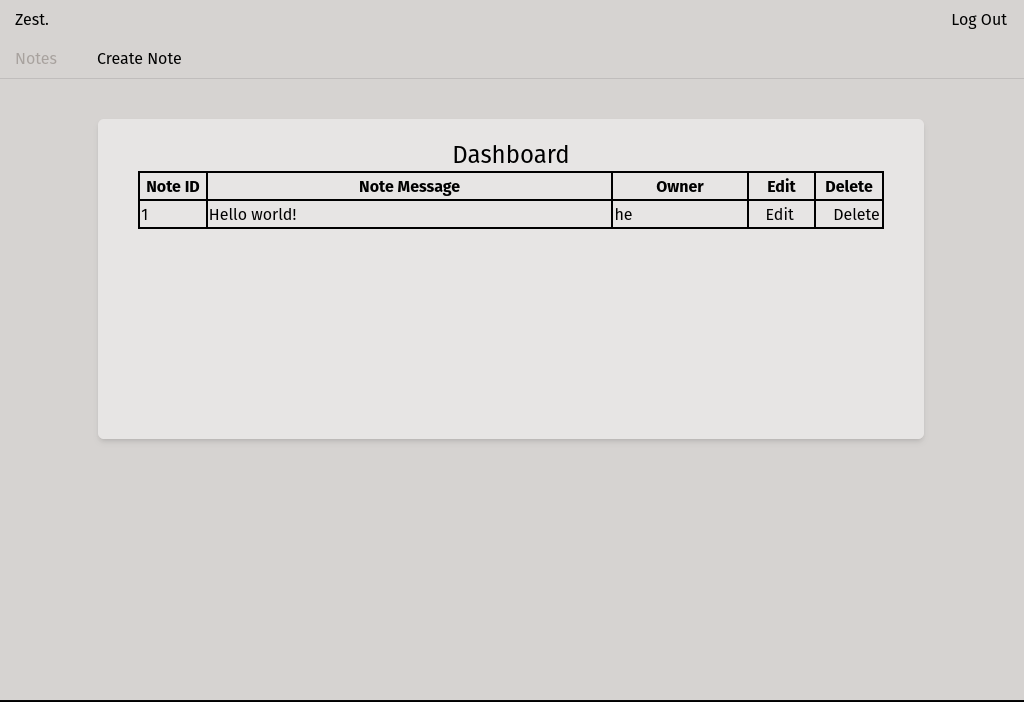 Zest. Log Out
Notes Create Note
Dashboard
Note ID Note Message Owner Edit Delete
1 Hello world! he Edit Delete